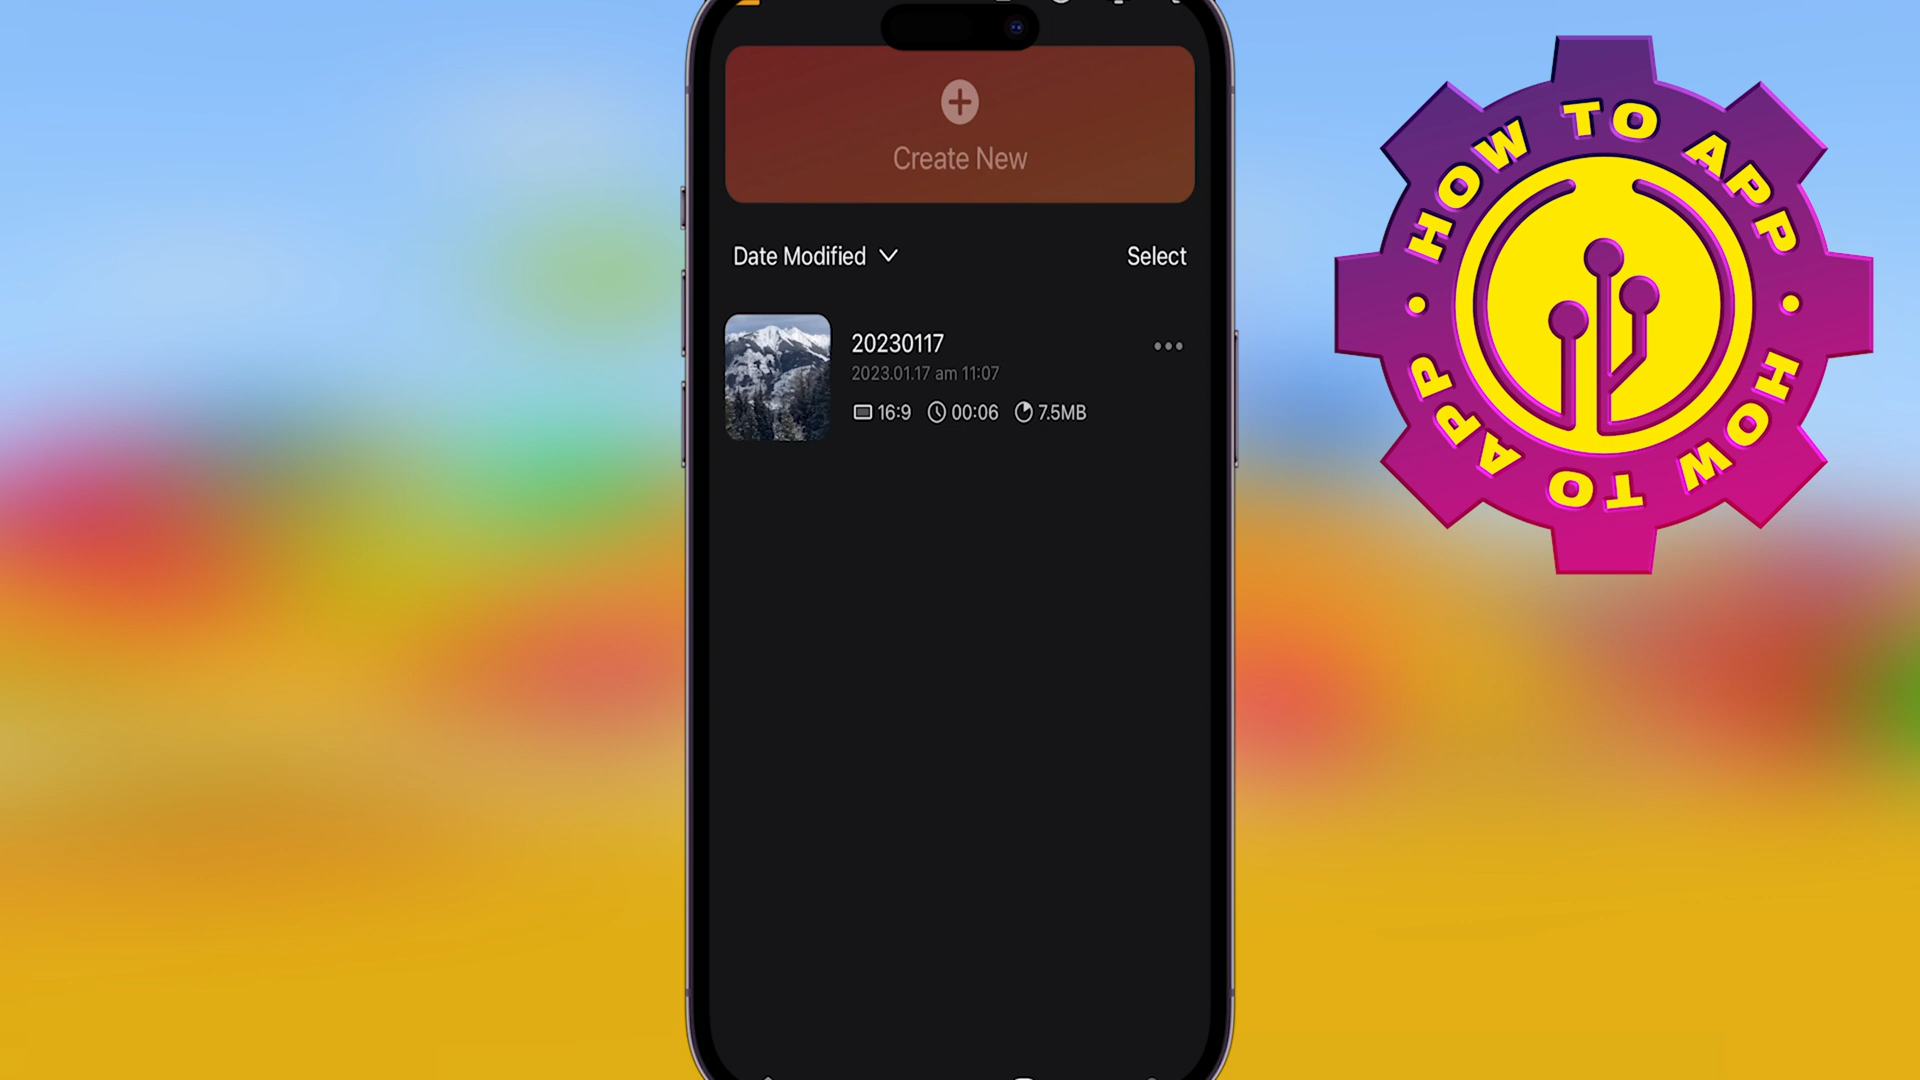 Create New
Date Modified
Select
20230117
2023.01.17 am 11:07
16:9 00:06 7.5MB
HOW TO APP
HOW TO APP